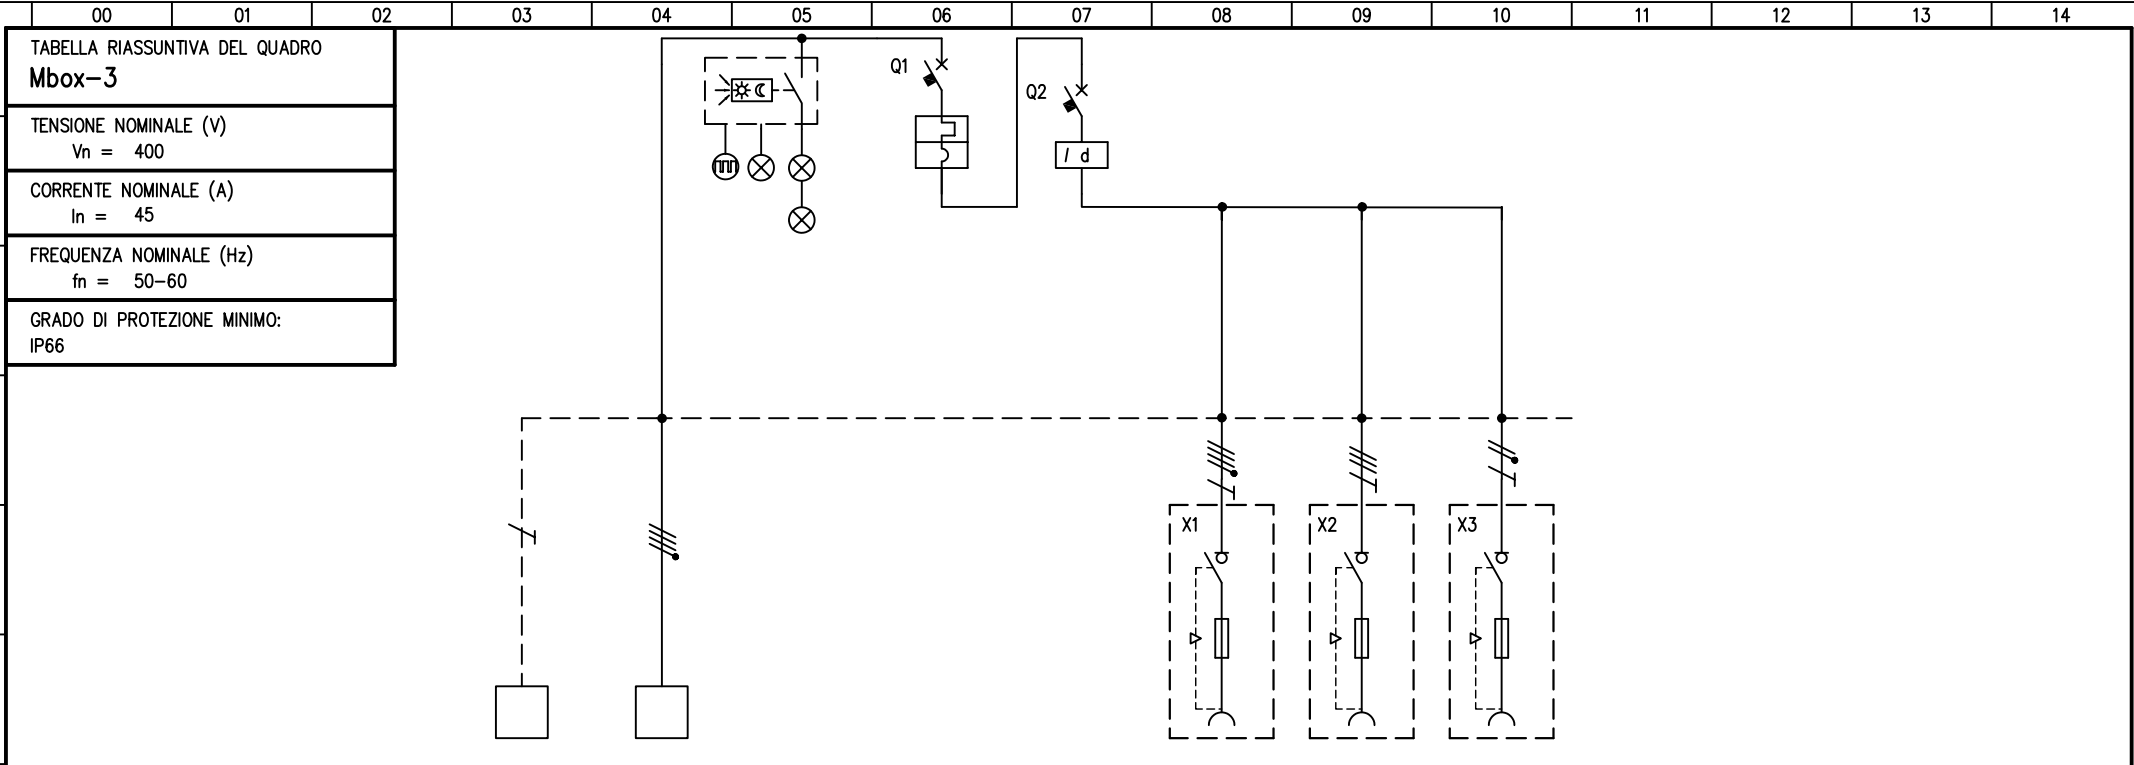 00 01 02 03 04 05 06 07 08 09 10 11 12 13 14
TABELLA RIASSUNTIVA DEL QUADRO
Mbox-3
TENSIONE NOMINALE (V)
Vn = 400
CORRENTE NOMINALE (A)
In = 45
FREQUENZA NOMINALE (Hz)
fn = 50-60
GRADO DI PROTEZIONE MINIMO:
IP66
Q1
Q2
I d
X1
X2
X3